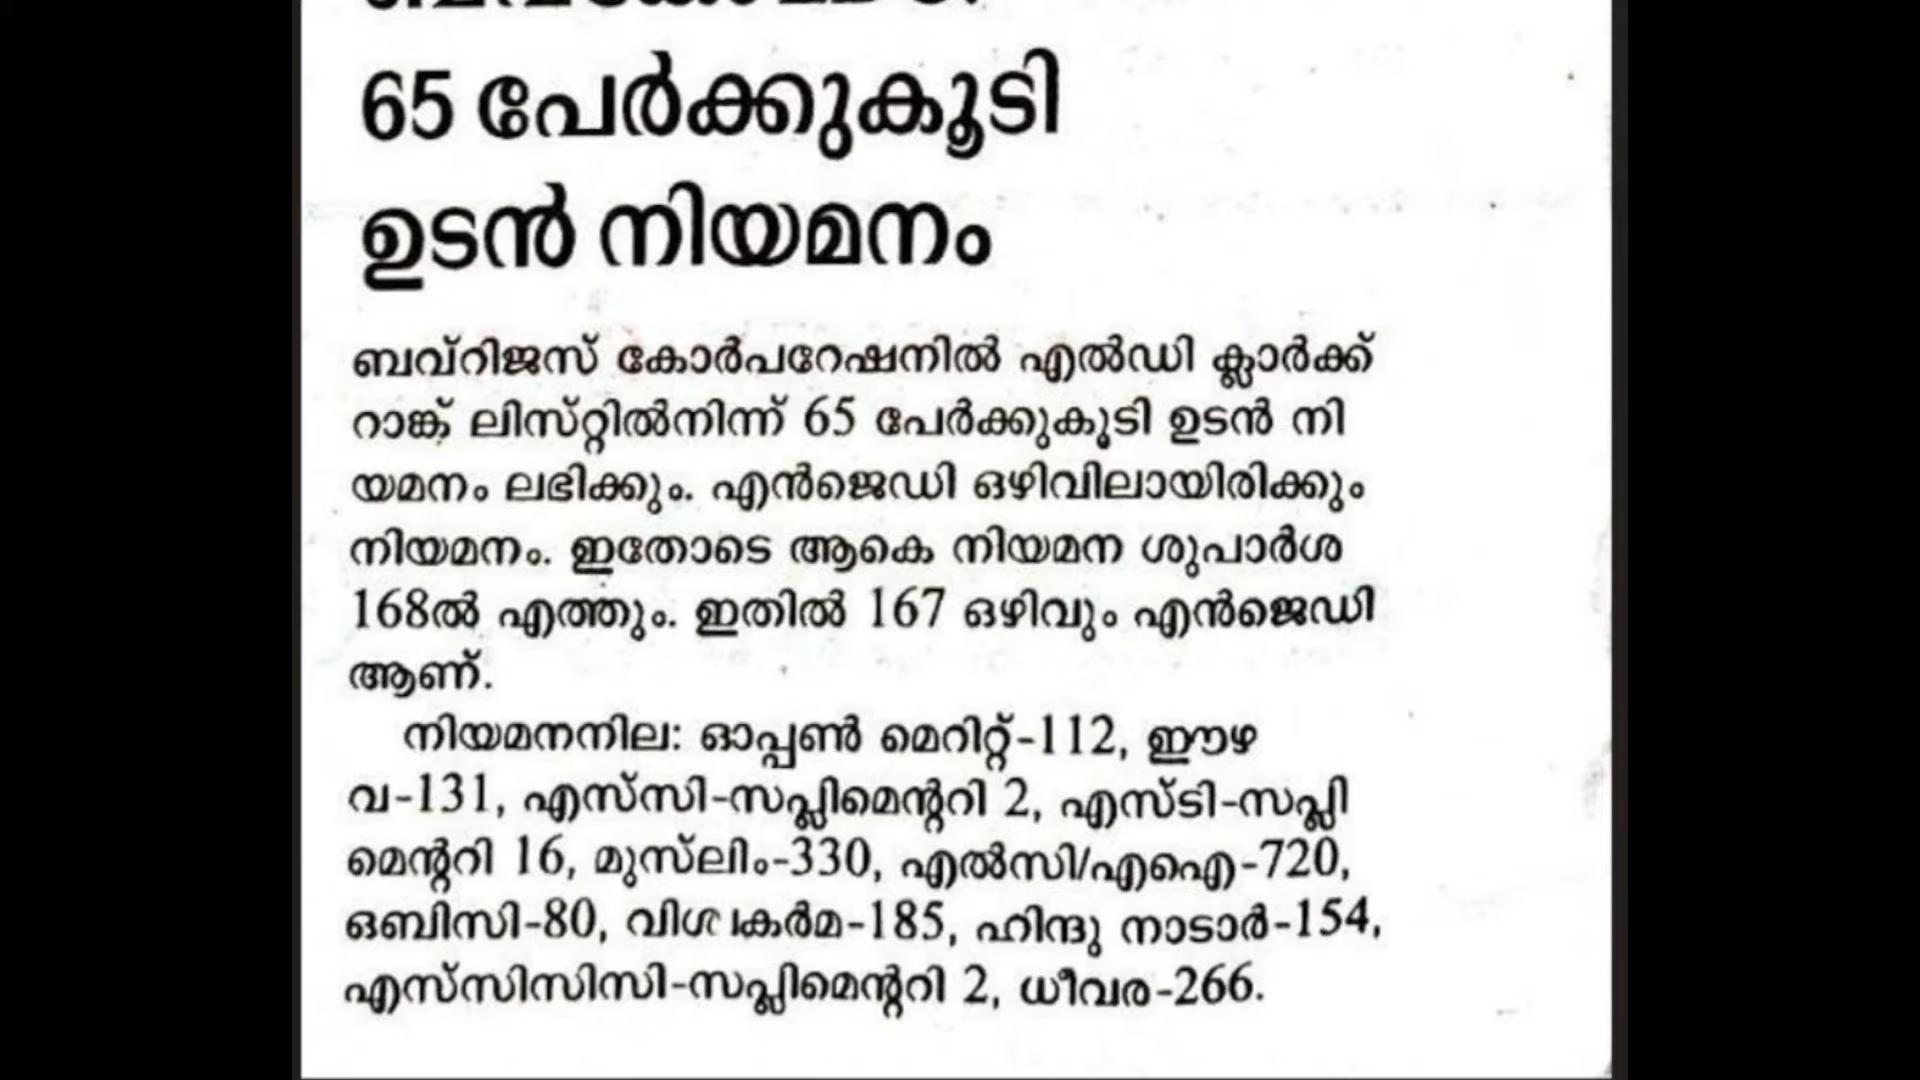 65 പേർക്കുകൂടി
ഉടൻ നിയമനം
ബവ്റിജസ് കോർപറേഷനിൽ എൽഡി ക്ലാർക്ക്
റാങ്ക് ലിസ്റ്റിൽനിന്ന് 65 പേർക്കുകൂടി ഉടൻ നി
യമനം ലഭിക്കും. എൻജെഡി ഒഴിവിലായിരിക്കും
നിയമനം. ഇതോടെ ആകെ നിയമന ശുപാർശ
168ൽ എത്തും. ഇതിൽ 167 ഒഴിവും എൻജെഡി
ആണ്.
നിയമനനില: ഓപ്പൺ മെറിറ്റ്-112, ഈഴ
വ-131, എസ്‌സി-സപ്ലിമെന്ററി 2, എസ്ടി-സപ്ലി
മെന്ററി 16, മുസ്‌ലിം-330, എൽസി/എഐ-720,
ഒബിസി-80, വിശ്വകർമ-185, ഹിന്ദു നാടാർ-154,
എസ്‌സിസിസി-സപ്ലിമെന്ററി 2, ധീവര-266.